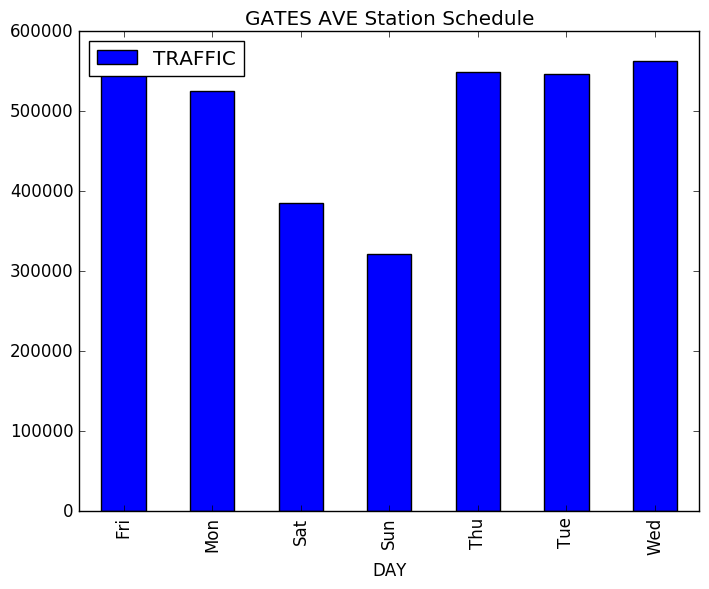 GATES AVE Station Schedule
600000
500000
400000
300000
200000
100000
0
TRAFFIC
Fri
Mon
Sat
Sun
Thu
Tue
Wed
DAY